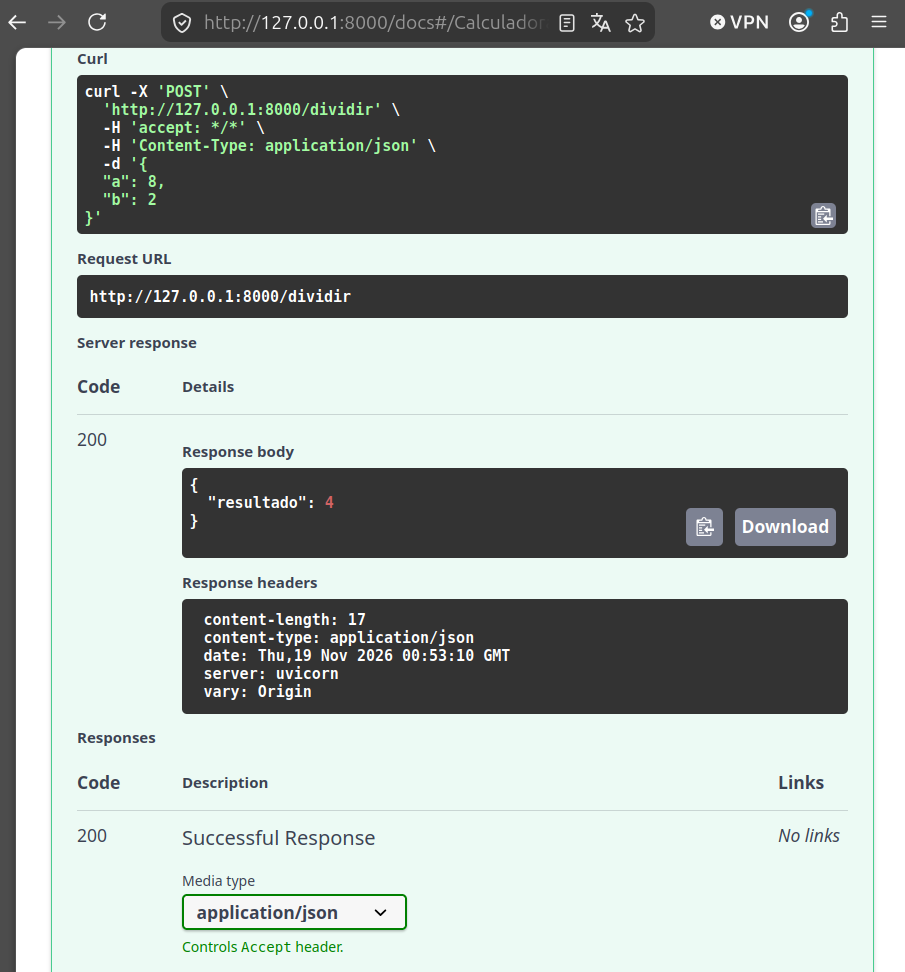 http://127.0.0.1:8000/docs#/Calculador
VPN
Curl
curl -X 'POST' \
  'http://127.0.0.1:8000/dividir' \
  -H 'accept: */*' \
  -H 'Content-Type: application/json' \
  -d '{
  "a": 8,
  "b": 2
}'
Request URL
http://127.0.0.1:8000/dividir
Server response
Code Details
200
Response body
{
  "resultado": 4
}
Download
Response headers
content-length: 17
content-type: application/json
date: Thu,19 Nov 2026 00:53:10 GMT
server: uvicorn
vary: Origin
Responses
Code Description Links
200 Successful Response No links
Media type
application/json
Controls Accept header.